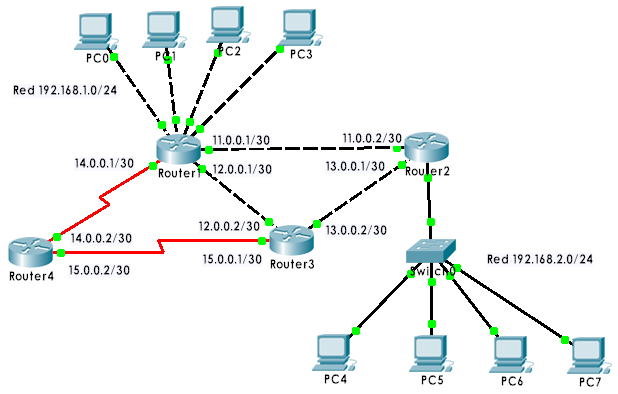 PC0
PC1
PC2
PC3
Red 192.168.1.0/24
11.0.0.1/30
11.0.0.2/30
14.0.0.1/30
Router1
12.0.0.1/30
13.0.0.1/30
Router2
12.0.0.2/30
13.0.0.2/30
14.0.0.2/30
15.0.0.1/30
Router3
Router4
15.0.0.2/30
Switch0
Red 192.168.2.0/24
PC4
PC5
PC6
PC7